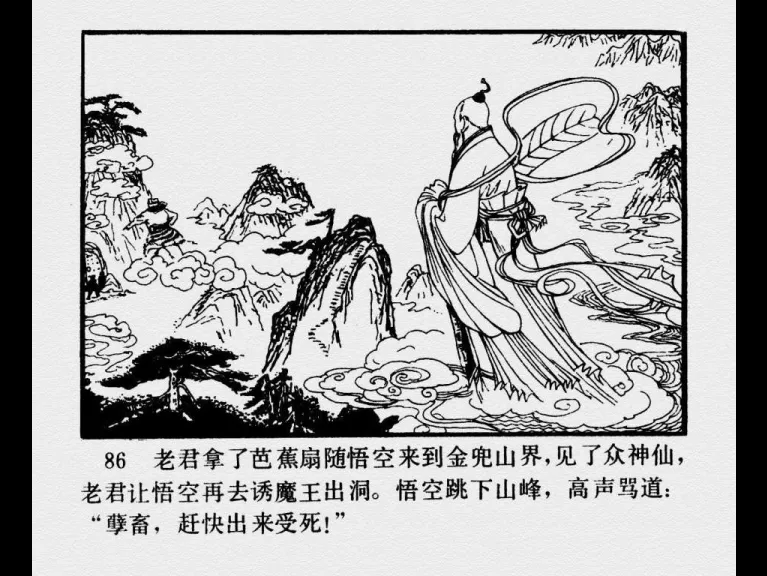 86 老君拿了芭蕉扇随悟空来到金兜山界,见了众神仙,
老君让悟空再去诱魔王出洞。悟空跳下山峰,高声骂道:
“孽畜,赶快出来受死!”